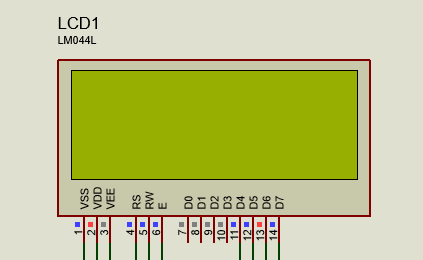 LCD1
LM044L
VSS VDD VEE RS RW E D0 D1 D2 D3 D4 D5 D6 D7
1 2 3 4 5 6 7 8 9 10 11 12 13 14